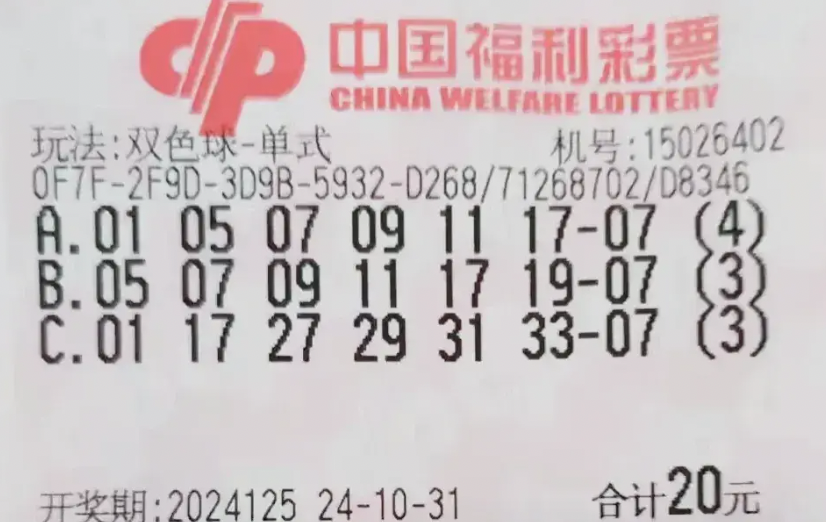 中国福利彩票
CHINA WELFARE LOTTERY
玩法:双色球-单式 机号:15026402
0F7F-2F9D-3D9B-5932-D268/71268702/D8346
A.01 05 07 09 11 17-07 (4)
B.05 07 09 11 17 19-07 (3)
C.01 17 27 29 31 33-07 (3)
开奖期:2024125 24-10-31 合计20元